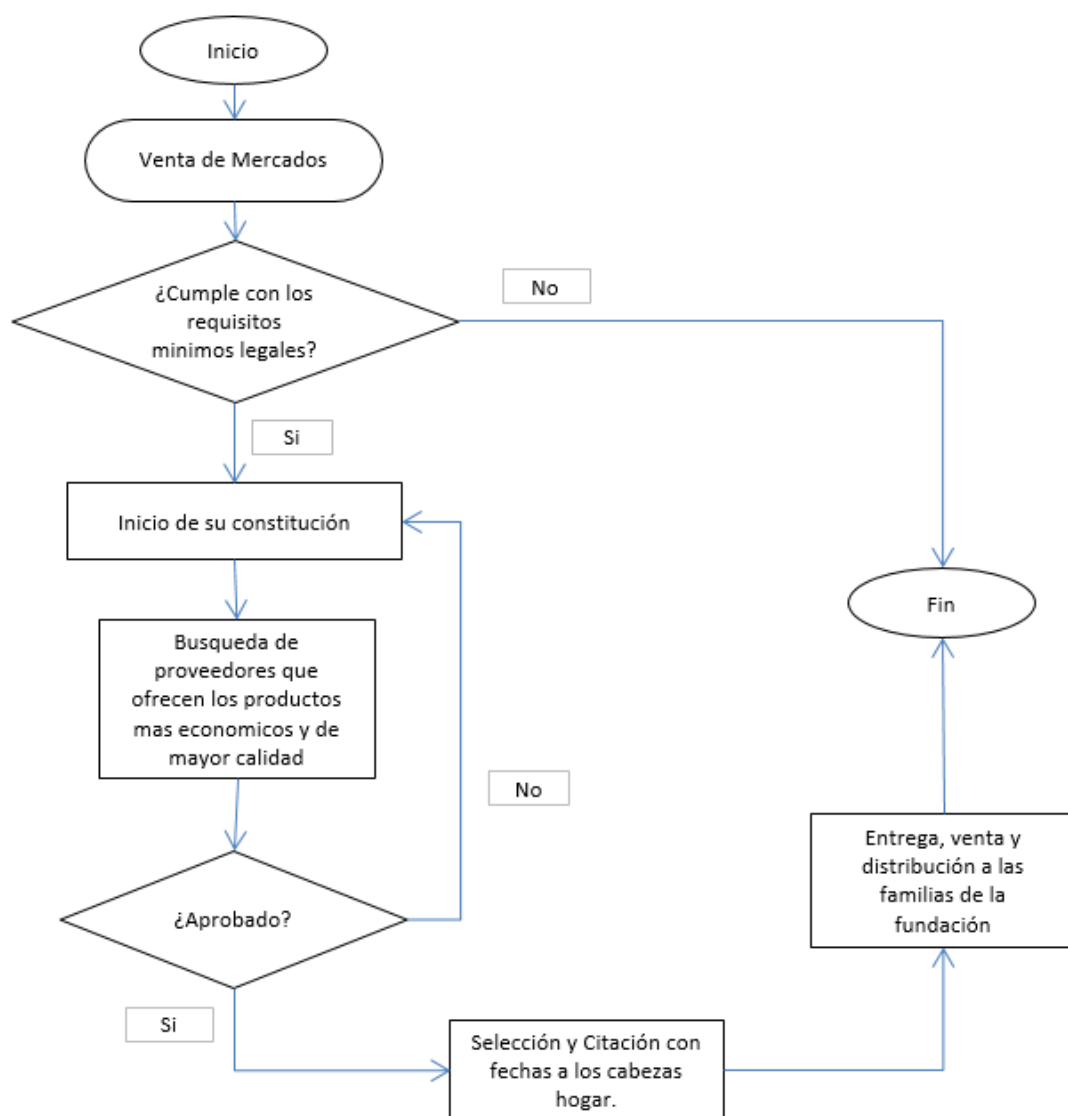 Inicio
Venta de Mercados
¿Cumple con los
requisitos
minimos legales?
No
Si
Inicio de su constitución
Fin
Busqueda de
proveedores que
ofrecen los productos
mas economicos y de
mayor calidad
No
Entrega, venta y
distribución a las
familias de la
fundación
¿Aprobado?
Si
Selección y Citación con
fechas a los cabezas
hogar.